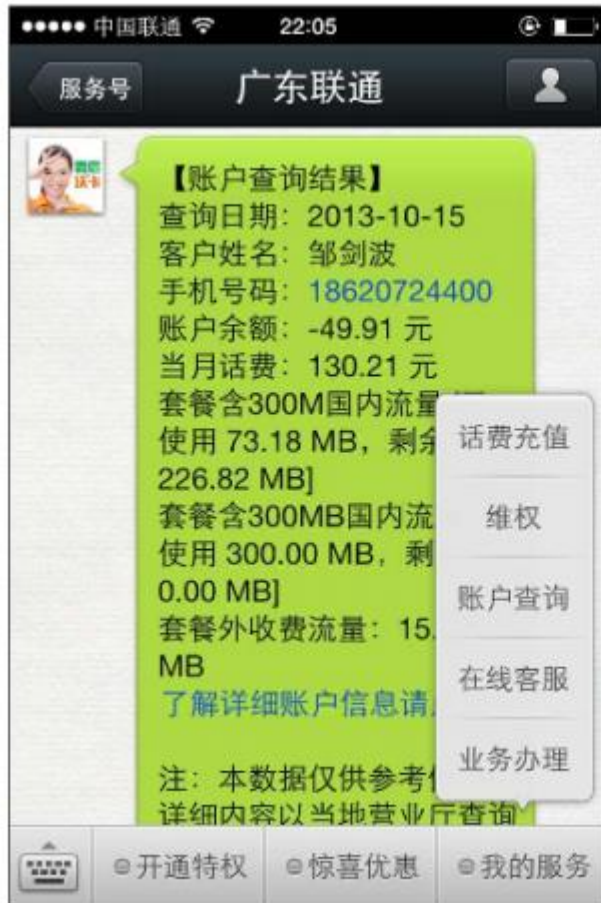 中国联通 22:05
服务号 广东联通
微信
沃卡
【账户查询结果】
查询日期：2013-10-15
客户姓名：邹剑波
手机号码：18620724400
账户余额：-49.91 元
当月话费：130.21 元
套餐含300M国内流量
使用 73.18 MB，剩余
226.82 MB]
套餐含300MB国内流
使用 300.00 MB，剩
0.00 MB]
套餐外收费流量：15.
MB
了解详细账户信息请
注：本数据仅供参考
详细内容以当地营业厅查询
话费充值
维权
账户查询
在线客服
业务办理
开通特权 惊喜优惠 我的服务